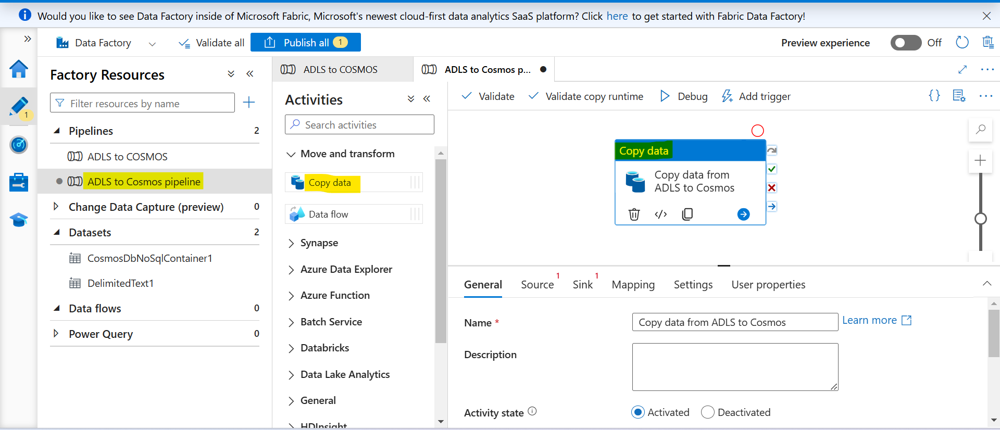 Would you like to see Data Factory inside of Microsoft Fabric, Microsoft's newest cloud-first data analytics SaaS platform? Click here to get started with Fabric Data Factory!
Data Factory
Validate all
Publish all 1
Preview experience
Off
Factory Resources
Filter resources by name
1
Pipelines 2
ADLS to COSMOS
ADLS to Cosmos pipeline
Change Data Capture (preview) 0
Datasets 2
CosmosDbNoSqlContainer1
DelimitedText1
Data flows 0
Power Query 0
ADLS to COSMOS
ADLS to Cosmos p...
Activities
Search activities
Move and transform
Copy data
Data flow
Synapse
Azure Data Explorer
Azure Function
Batch Service
Databricks
Data Lake Analytics
General
HDInsight
Validate
Validate copy runtime
Debug
Add trigger
Copy data
Copy data from
ADLS to Cosmos
General
Source 1
Sink 1
Mapping
Settings
User properties
Name *
Copy data from ADLS to Cosmos
Learn more
Description
Activity state
Activated
Deactivated